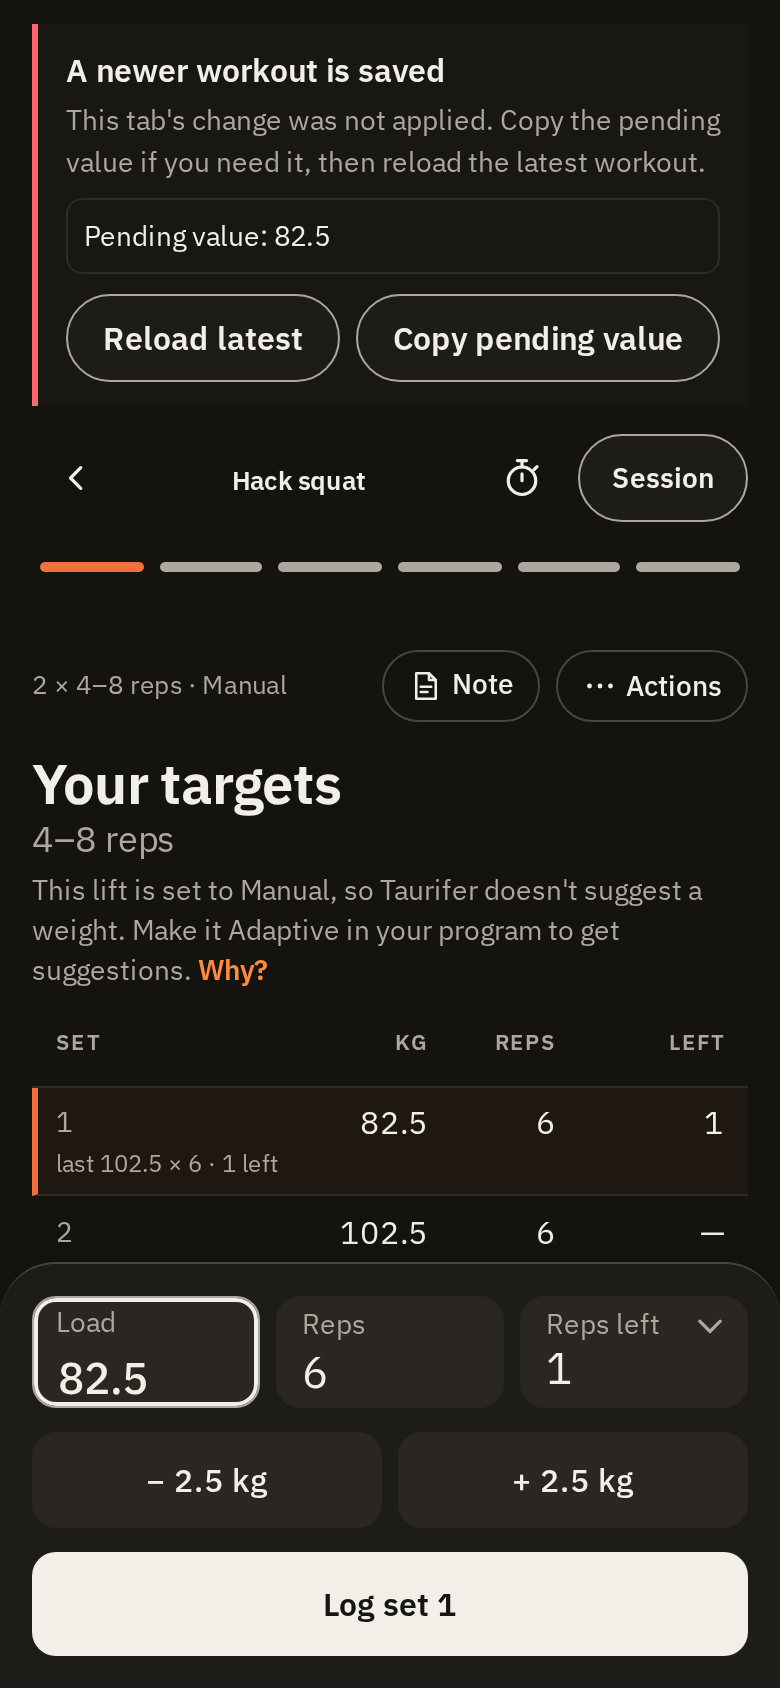 A newer workout is saved
This tab's change was not applied. Copy the pending
value if you need it, then reload the latest workout.
Pending value: 82.5
Reload latest
Copy pending value
Hack squat
Session
2 × 4–8 reps · Manual
Note
Actions
Your targets
4–8 reps
This lift is set to Manual, so Taurifer doesn't suggest a
weight. Make it Adaptive in your program to get
suggestions. Why?
SET KG REPS LEFT
1 82.5 6 1
last 102.5 × 6 · 1 left
2 102.5 6 —
Load Reps Reps left
82.5 6 1
− 2.5 kg + 2.5 kg
Log set 1